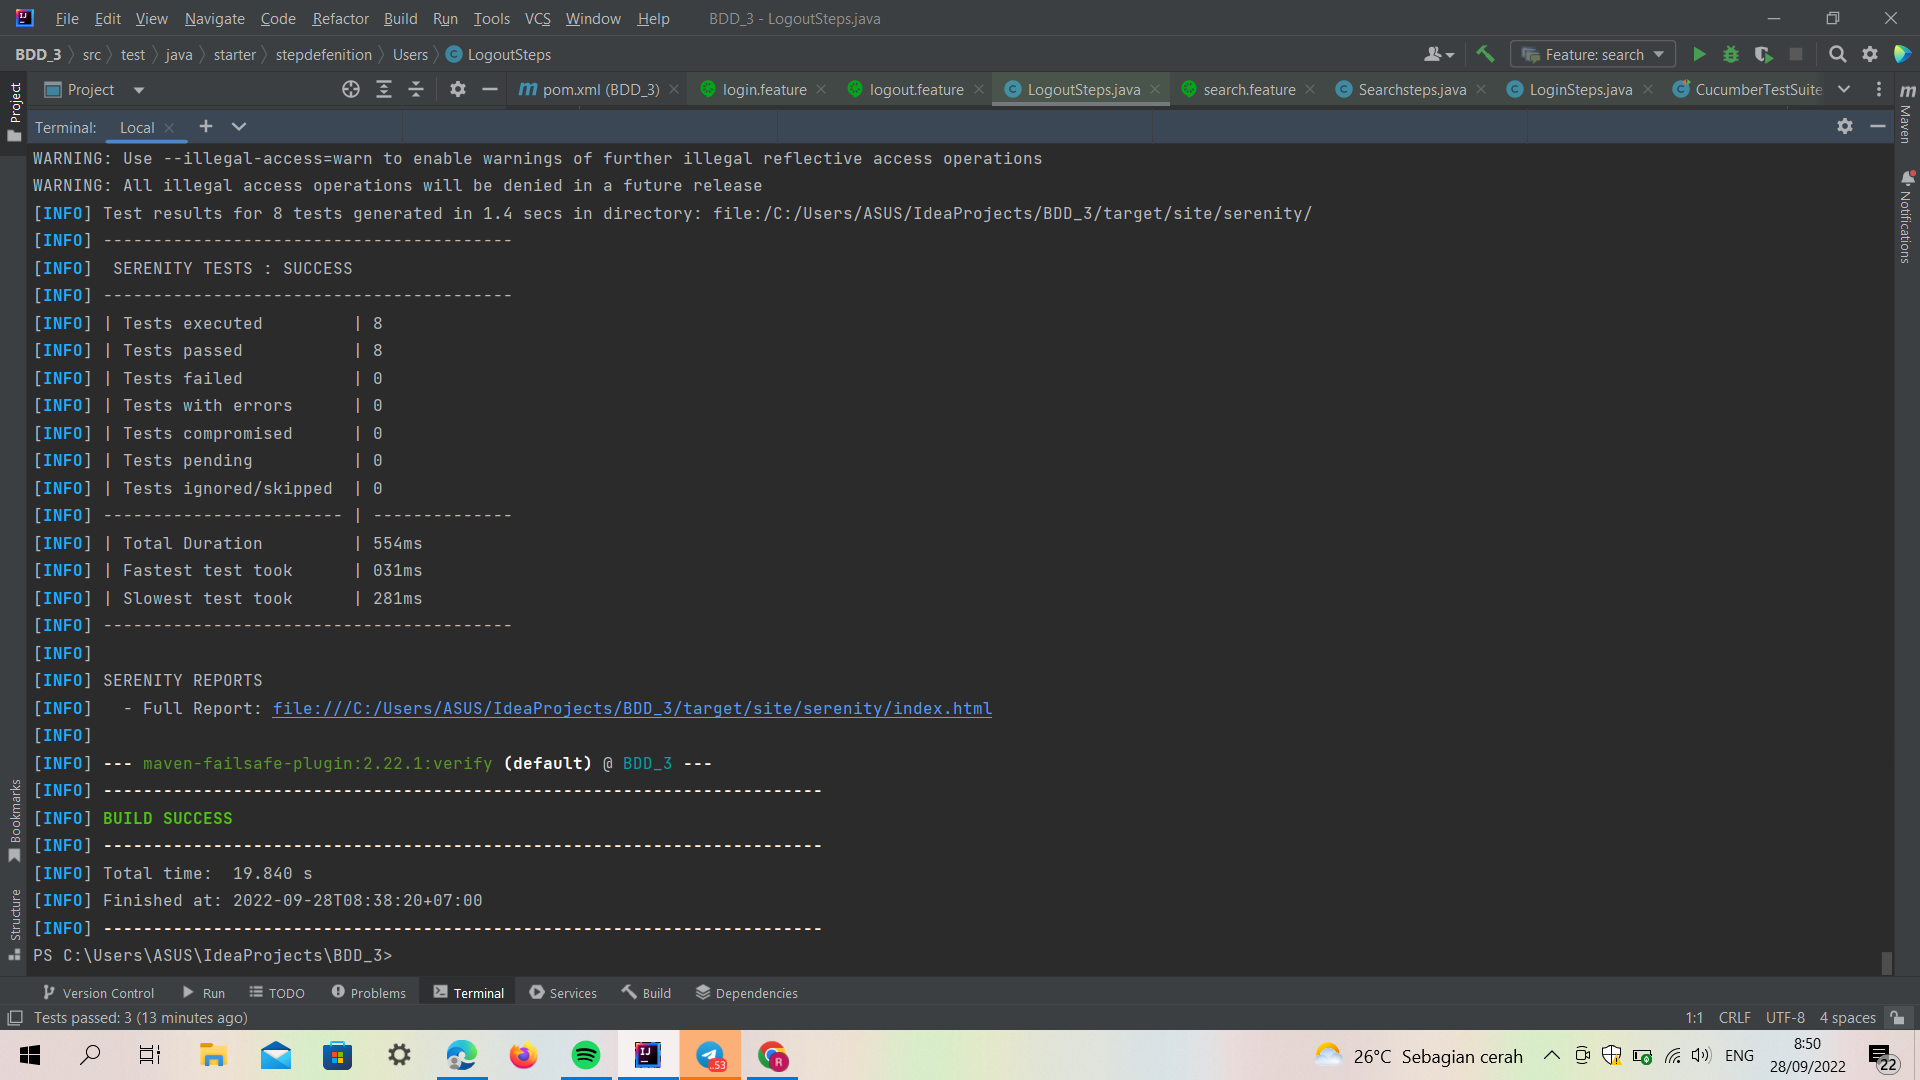 File Edit View Navigate Code Refactor Build Run Tools VCS Window Help BDD_3 - LogoutSteps.java
BDD_3 src test java starter stepdefenition Users LogoutSteps Feature: search
Project pom.xml (BDD_3) login.feature logout.feature LogoutSteps.java search.feature Searchsteps.java LoginSteps.java CucumberTestSuite
Terminal: Local
WARNING: Use --illegal-access=warn to enable warnings of further illegal reflective access operations
WARNING: All illegal access operations will be denied in a future release
[INFO] Test results for 8 tests generated in 1.4 secs in directory: file:/C:/Users/ASUS/IdeaProjects/BDD_3/target/site/serenity/
[INFO] -----------------------------------------
[INFO]  SERENITY TESTS : SUCCESS
[INFO] -----------------------------------------
[INFO] | Tests executed         | 8
[INFO] | Tests passed           | 8
[INFO] | Tests failed           | 0
[INFO] | Tests with errors      | 0
[INFO] | Tests compromised      | 0
[INFO] | Tests pending          | 0
[INFO] | Tests ignored/skipped  | 0
[INFO] ------------------------ | --------------
[INFO] | Total Duration         | 554ms
[INFO] | Fastest test took      | 031ms
[INFO] | Slowest test took      | 281ms
[INFO] -----------------------------------------
[INFO]
[INFO] SERENITY REPORTS
[INFO]   - Full Report: file:///C:/Users/ASUS/IdeaProjects/BDD_3/target/site/serenity/index.html
[INFO]
[INFO] --- maven-failsafe-plugin:2.22.1:verify (default) @ BDD_3 ---
[INFO] ------------------------------------------------------------------------
[INFO] BUILD SUCCESS
[INFO] ------------------------------------------------------------------------
[INFO] Total time:  19.840 s
[INFO] Finished at: 2022-09-28T08:38:20+07:00
[INFO] ------------------------------------------------------------------------
PS C:\Users\ASUS\IdeaProjects\BDD_3>
Project
Bookmarks
Structure
Maven
Notifications
Version Control Run TODO Problems Terminal Services Build Dependencies
Tests passed: 3 (13 minutes ago) 1:1 CRLF UTF-8 4 spaces
26°C Sebagian cerah ENG
8:50
28/09/2022
22
53